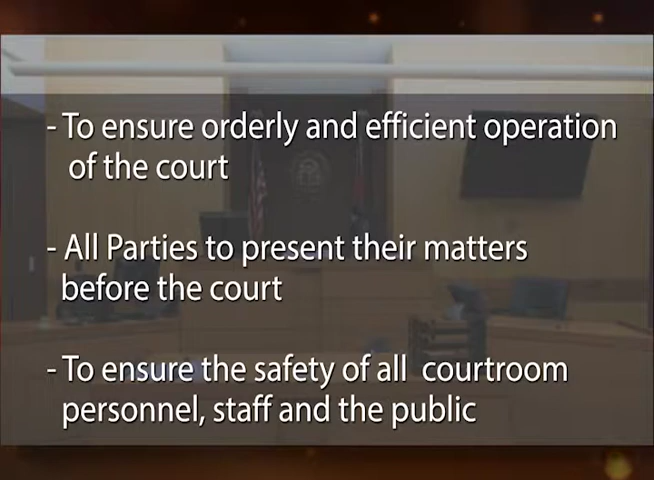 - To ensure orderly and efficient operation
of the court
- All Parties to present their matters
before the court
- To ensure the safety of all  courtroom
personnel, staff and the public